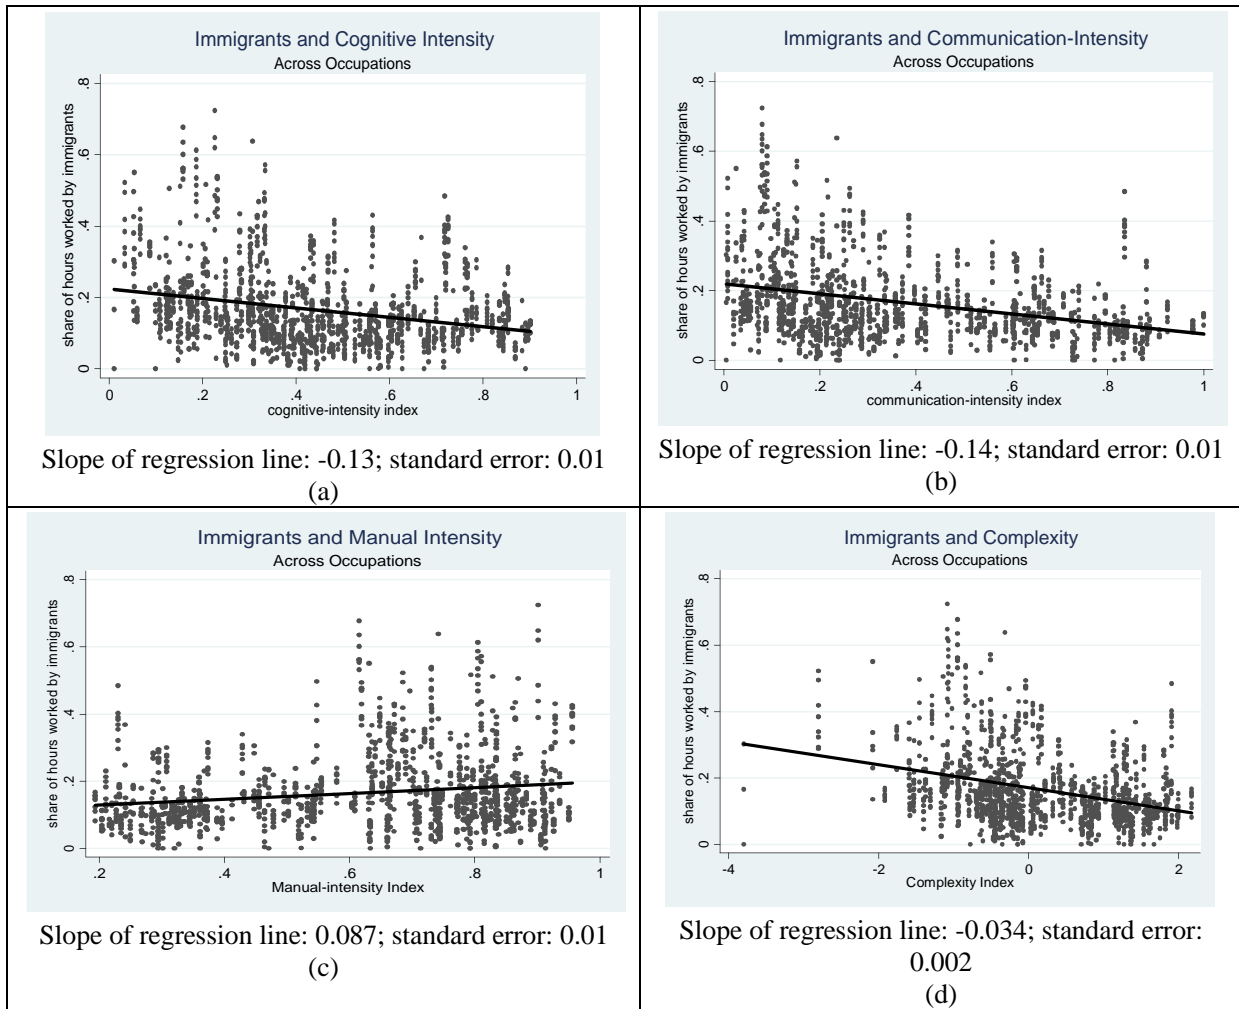 Immigrants and Cognitive Intensity
Across Occupations
share of hours worked by immigrants
.8
.6
.4
.2
0
0 .2 .4 .6 .8 1
cognitive-intensity index
Slope of regression line: -0.13; standard error: 0.01
(a)
Immigrants and Communication-Intensity
Across Occupations
share of hours worked by immigrants
.8
.6
.4
.2
0
0 .2 .4 .6 .8 1
communication-intensity index
Slope of regression line: -0.14; standard error: 0.01
(b)
Immigrants and Manual Intensity
Across Occupations
share of hours worked by immigrants
.8
.6
.4
.2
0
.2 .4 .6 .8 1
Manual-intensity Index
Slope of regression line: 0.087; standard error: 0.01
(c)
Immigrants and Complexity
Across Occupations
share of hours worked by immigrants
.8
.6
.4
.2
0
-4 -2 0 2
Complexity Index
Slope of regression line: -0.034; standard error:
0.002
(d)